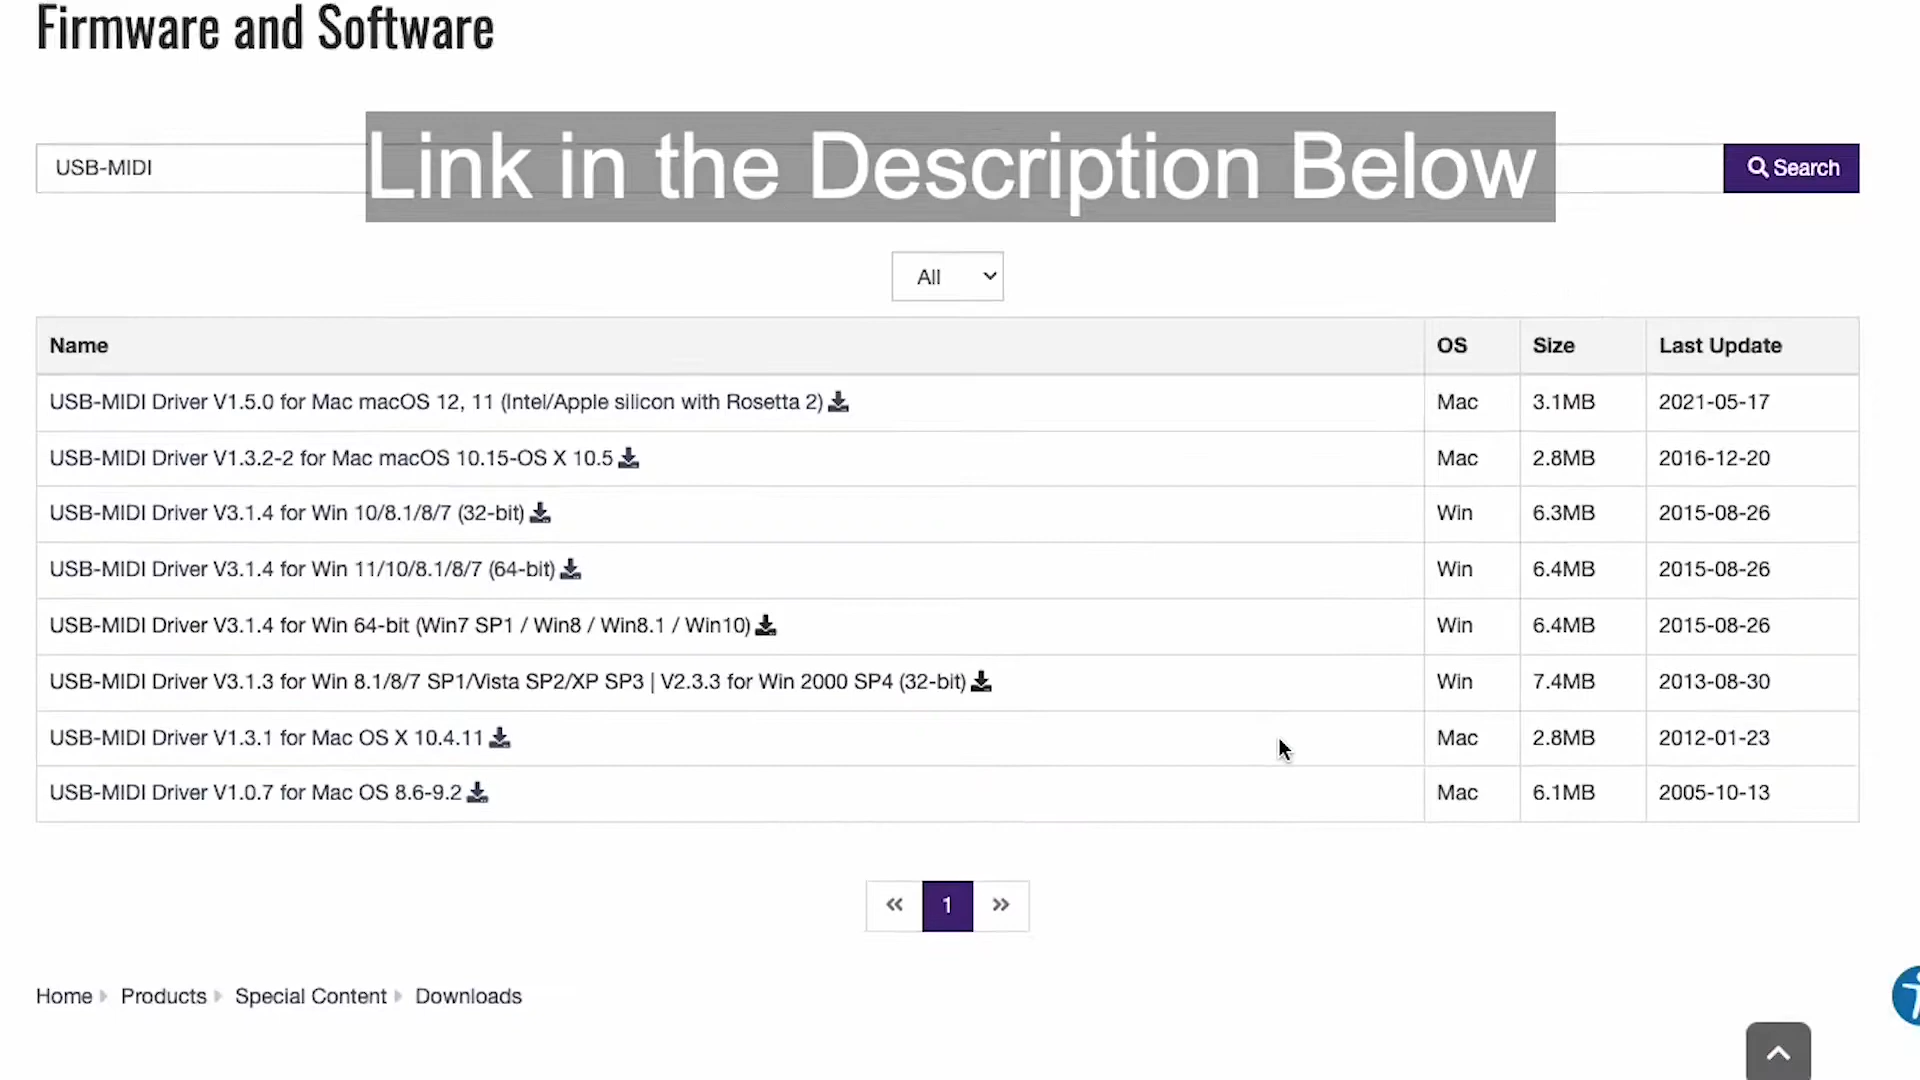 Firmware and Software
USB-MIDI
Link in the Description Below
Search
All
Name OS Size Last Update
USB-MIDI Driver V1.5.0 for Mac macOS 12, 11 (Intel/Apple silicon with Rosetta 2) Mac 3.1MB 2021-05-17
USB-MIDI Driver V1.3.2-2 for Mac macOS 10.15-OS X 10.5 Mac 2.8MB 2016-12-20
USB-MIDI Driver V3.1.4 for Win 10/8.1/8/7 (32-bit) Win 6.3MB 2015-08-26
USB-MIDI Driver V3.1.4 for Win 11/10/8.1/8/7 (64-bit) Win 6.4MB 2015-08-26
USB-MIDI Driver V3.1.4 for Win 64-bit (Win7 SP1 / Win8 / Win8.1 / Win10) Win 6.4MB 2015-08-26
USB-MIDI Driver V3.1.3 for Win 8.1/8/7 SP1/Vista SP2/XP SP3 | V2.3.3 for Win 2000 SP4 (32-bit) Win 7.4MB 2013-08-30
USB-MIDI Driver V1.3.1 for Mac OS X 10.4.11 Mac 2.8MB 2012-01-23
USB-MIDI Driver V1.0.7 for Mac OS 8.6-9.2 Mac 6.1MB 2005-10-13
« 1 »
Home Products Special Content Downloads